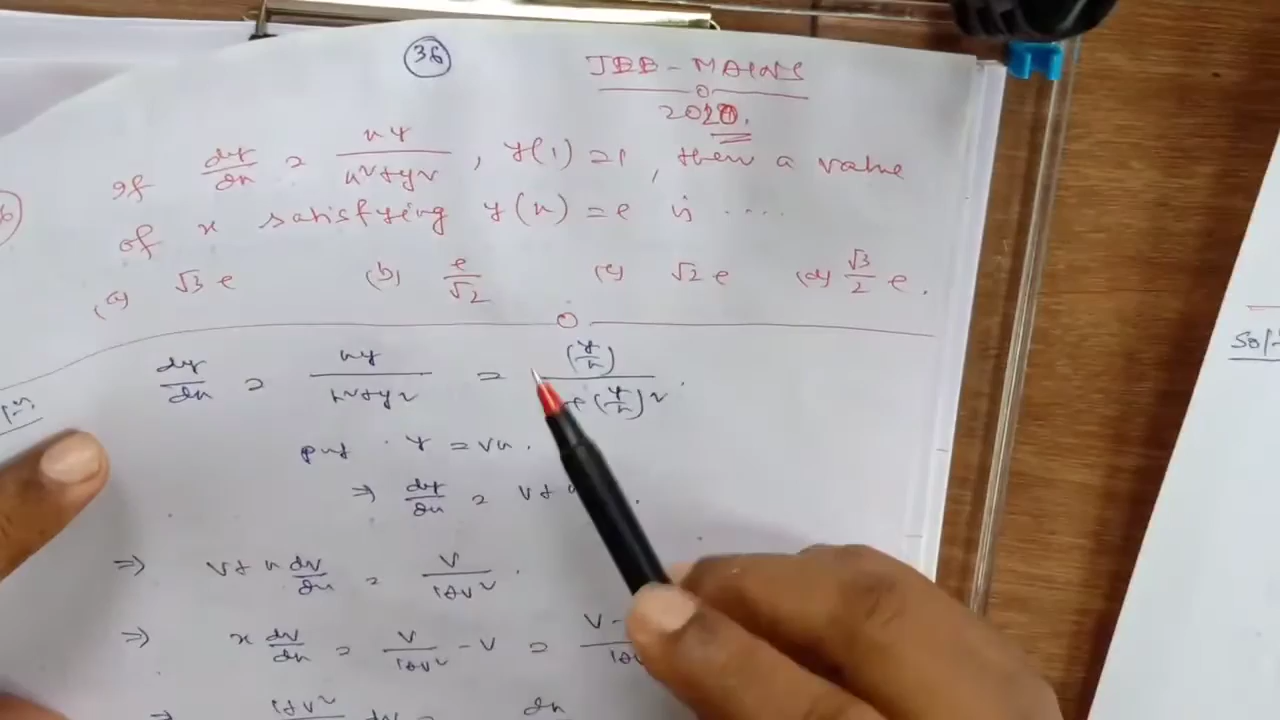 36
JEE - MAINS
2020.
If dy/dx = xy/x²+y² , y(1) = 1, then a value
of x satisfying y(x) = e is ....
(a) √3 e (b) e/√2 (c) √2 e (d) √3/2 e.
dy/dx = xy/x²+y² = (y/x)/(y/x)²
put y = vx.
⇒ dy/dx = v+
⇒ v+ x dv/dx = v/1+v² .
⇒ x dv/dx = v/1+v² - v = v-
⇒ 1+v² dv = dx
Sol